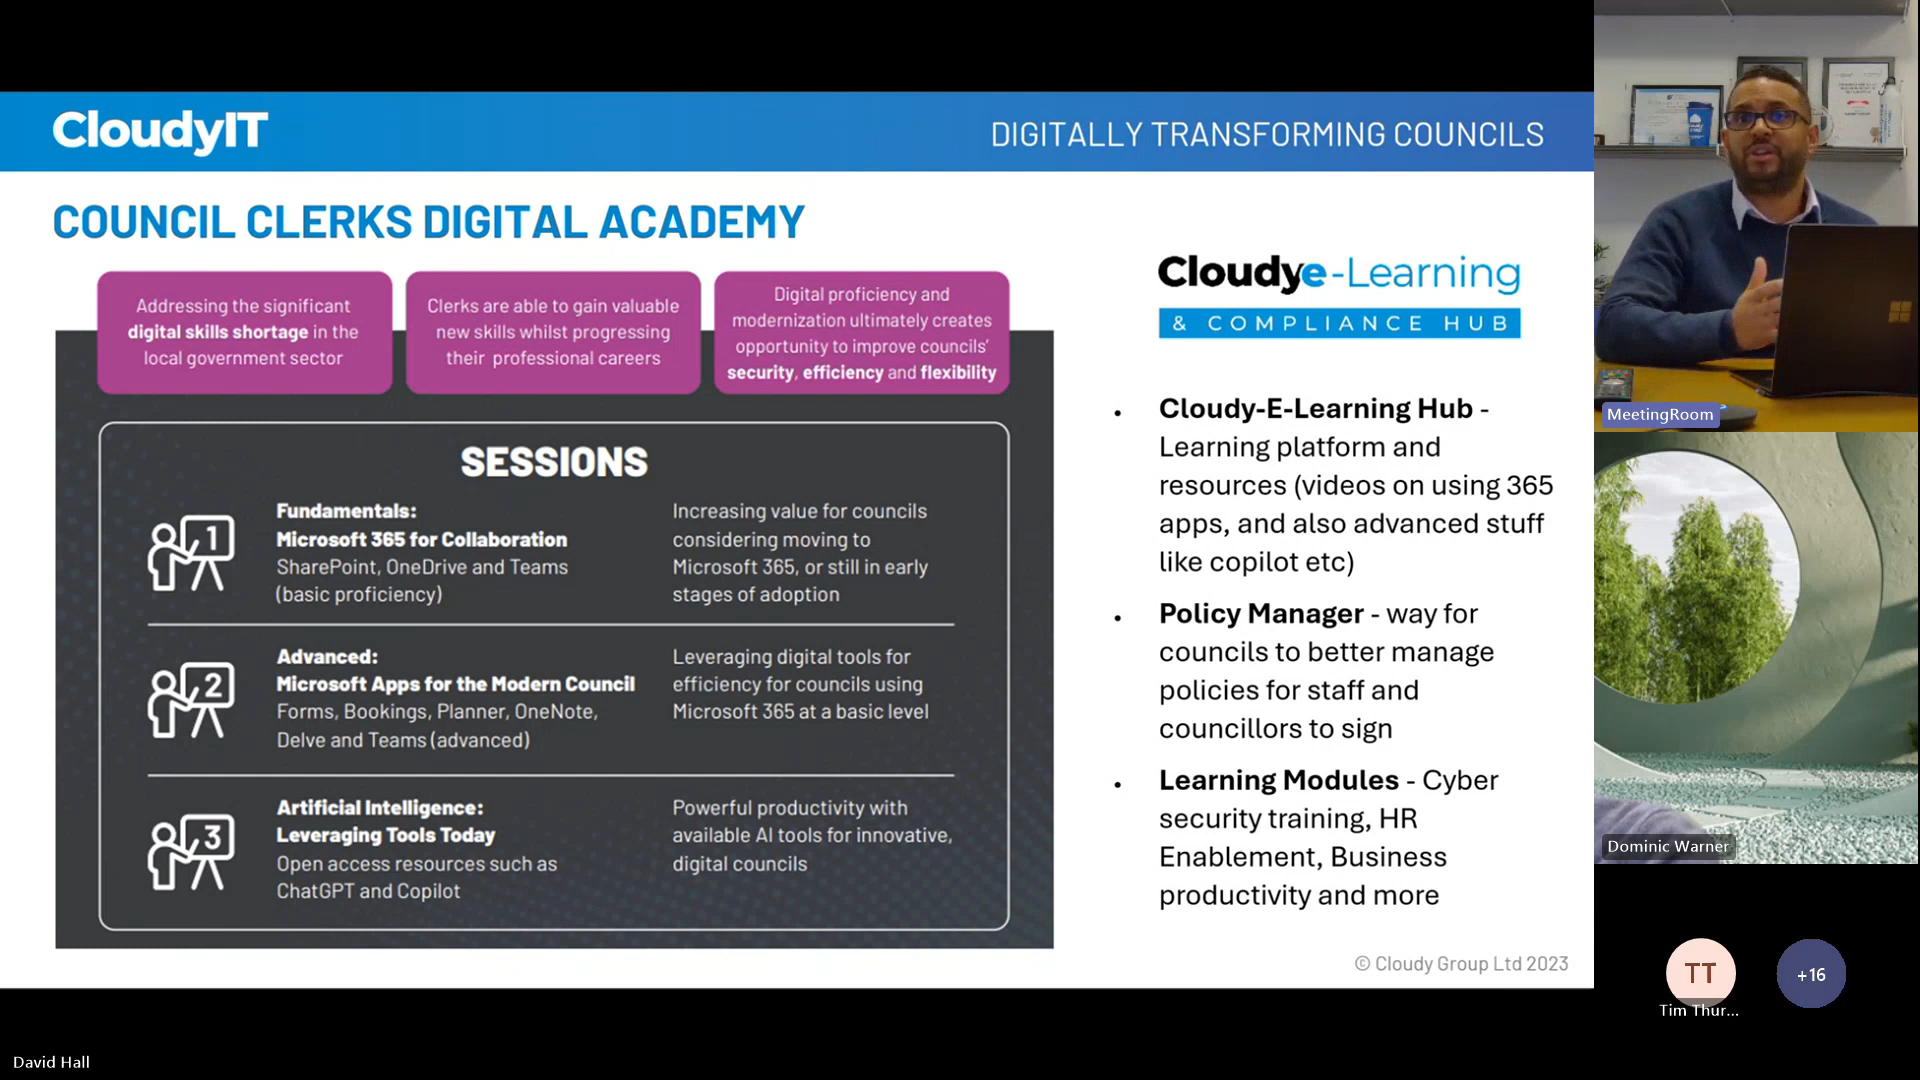 CloudyIT
DIGITALLY TRANSFORMING COUNCILS
COUNCIL CLERKS DIGITAL ACADEMY
Addressing the significant
digital skills shortage in the
local government sector
Clerks are able to gain valuable
new skills whilst progressing
their professional careers
Digital proficiency and
modernization ultimately creates
opportunity to improve councils'
security, efficiency and flexibility
SESSIONS
1
Fundamentals:
Microsoft 365 for Collaboration
SharePoint, OneDrive and Teams
(basic proficiency)
Increasing value for councils
considering moving to
Microsoft 365, or still in early
stages of adoption
2
Advanced:
Microsoft Apps for the Modern Council
Forms, Bookings, Planner, OneNote,
Delve and Teams (advanced)
Leveraging digital tools for
efficiency for councils using
Microsoft 365 at a basic level
3
Artificial Intelligence:
Leveraging Tools Today
Open access resources such as
ChatGPT and Copilot
Powerful productivity with
available AI tools for innovative,
digital councils
Cloudye-Learning
& COMPLIANCE HUB
• Cloudy-E-Learning Hub -
Learning platform and
resources (videos on using 365
apps, and also advanced stuff
like copilot etc)
• Policy Manager - way for
councils to better manage
policies for staff and
councillors to sign
• Learning Modules - Cyber
security training, HR
Enablement, Business
productivity and more
© Cloudy Group Ltd 2023
MeetingRoom
Dominic Warner
TT
Tim Thur...
+16
David Hall